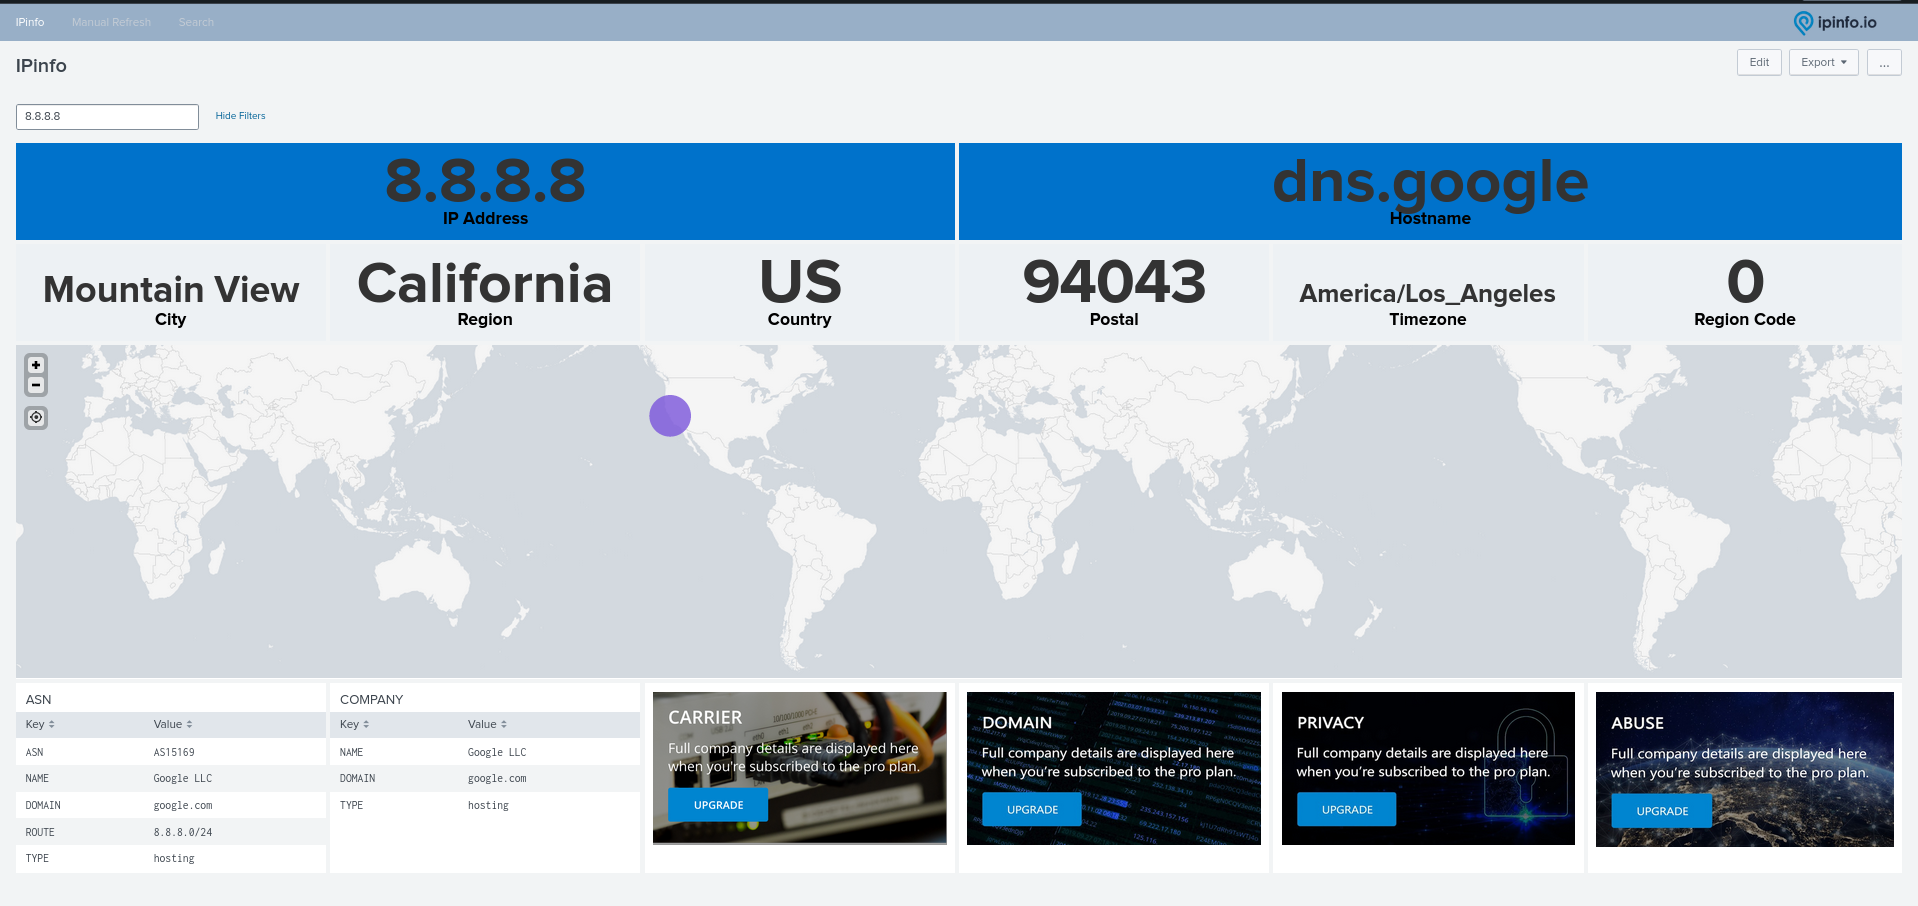 IPinfo Manual Refresh Search ipinfo.io
IPinfo
Edit Export ...
8.8.8.8 Hide Filters
8.8.8.8
IP Address
dns.google
Hostname
Mountain View
City
California
Region
US
Country
94043
Postal
America/Los_Angeles
Timezone
0
Region Code
+
−
ASN
Key Value
ASN AS15169
NAME Google LLC
DOMAIN google.com
ROUTE 8.8.8.0/24
TYPE hosting
COMPANY
Key Value
NAME Google LLC
DOMAIN google.com
TYPE hosting
CARRIER
Full company details are displayed here
when you're subscribed to the pro plan.
UPGRADE
DOMAIN
Full company details are displayed here
when you're subscribed to the pro plan.
UPGRADE
PRIVACY
Full company details are displayed here
when you're subscribed to the pro plan.
UPGRADE
ABUSE
Full company details are displayed here
when you're subscribed to the pro plan.
UPGRADE